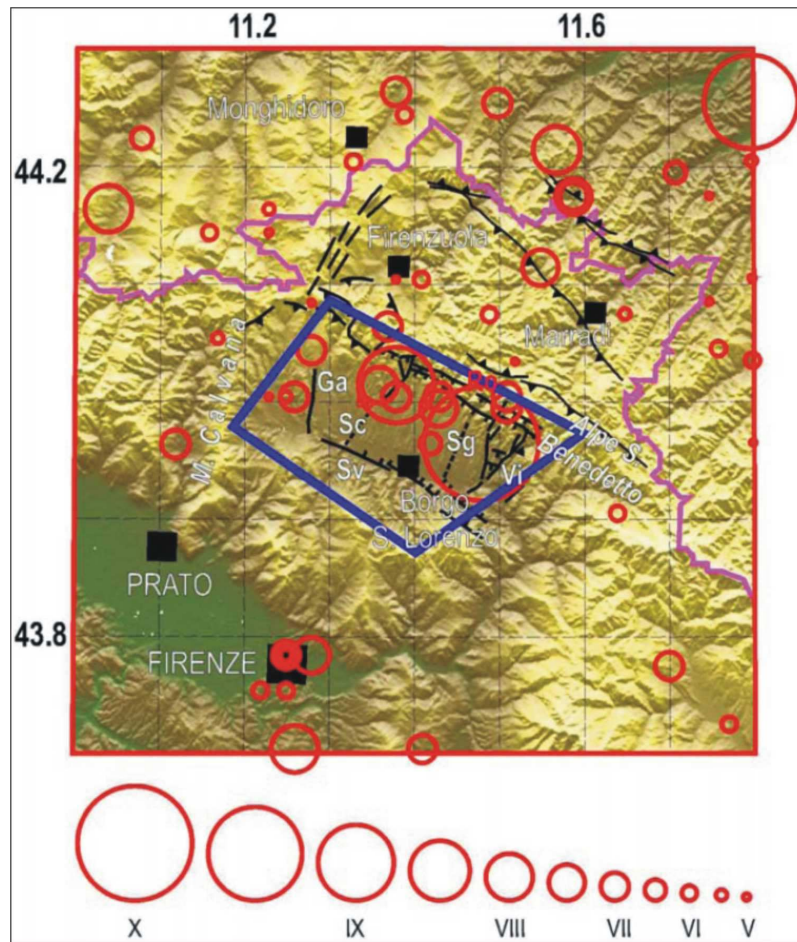 11.2 11.6
Monghidoro
44.2
Firenzuola
Marradi
M. Calvana
Ga
Sc
Sg
Alpe S.
Benedetto
Sv
Vi
Borgo
S. Lorenzo
PRATO
43.8
FIRENZE
X IX VIII VII VI V